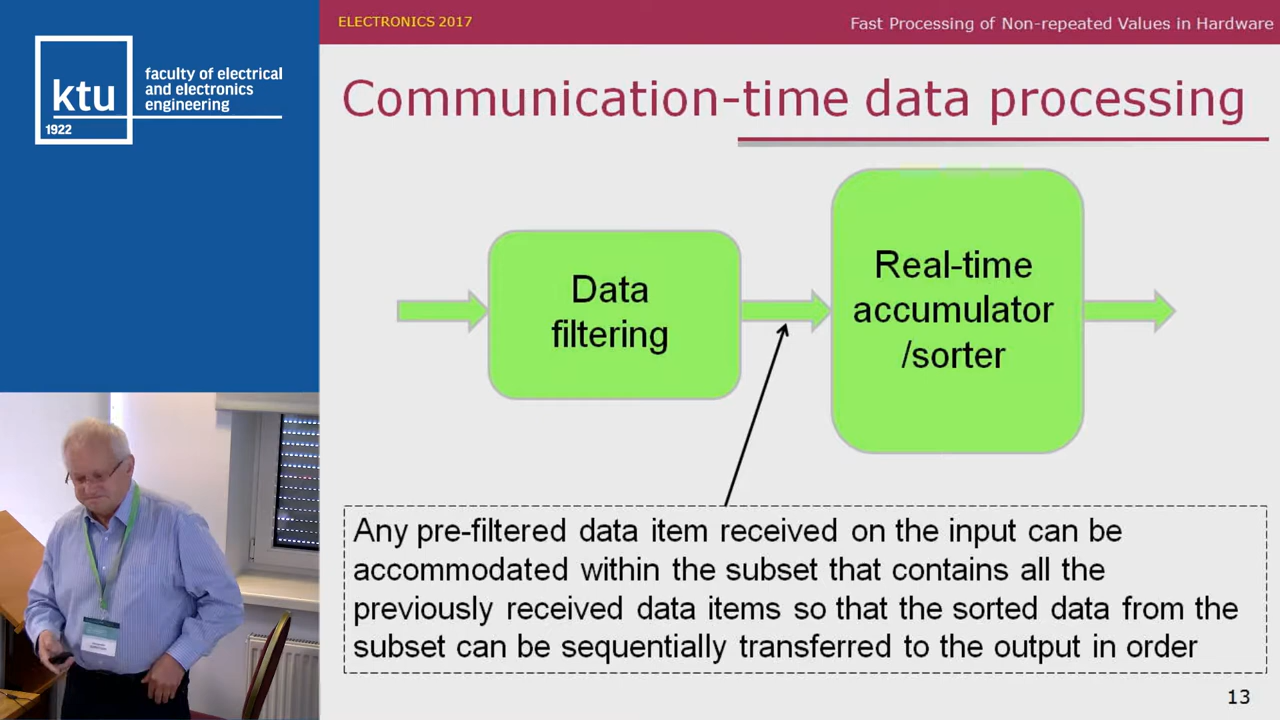 ELECTRONICS 2017
Fast Processing of Non-repeated Values in Hardware
ktu
1922
faculty of electrical
and electronics
engineering
Communication-time data processing
Data
filtering
Real-time
accumulator
/sorter
Any pre-filtered data item received on the input can be
accommodated within the subset that contains all the
previously received data items so that the sorted data from the
subset can be sequentially transferred to the output in order
13